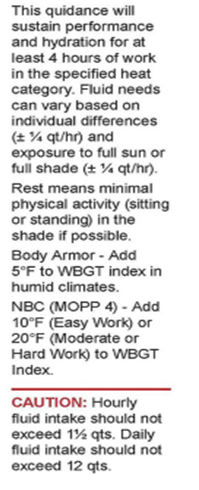 This quidance will
sustain performance
and hydration for at
least 4 hours of work
in the specified heat
category. Fluid needs
can vary based on
individual differences
(± ¼ qt/hr) and
exposure to full sun or
full shade (± ¼ qt/hr).
Rest means minimal
physical activity (sitting
or standing) in the
shade if possible.
Body Armor - Add
5°F to WBGT index in
humid climates.
NBC (MOPP 4) - Add
10°F (Easy Work) or
20°F (Moderate or
Hard Work) to WBGT
Index.
CAUTION: Hourly
fluid intake should not
exceed 1½ qts. Daily
fluid intake should not
exceed 12 qts.